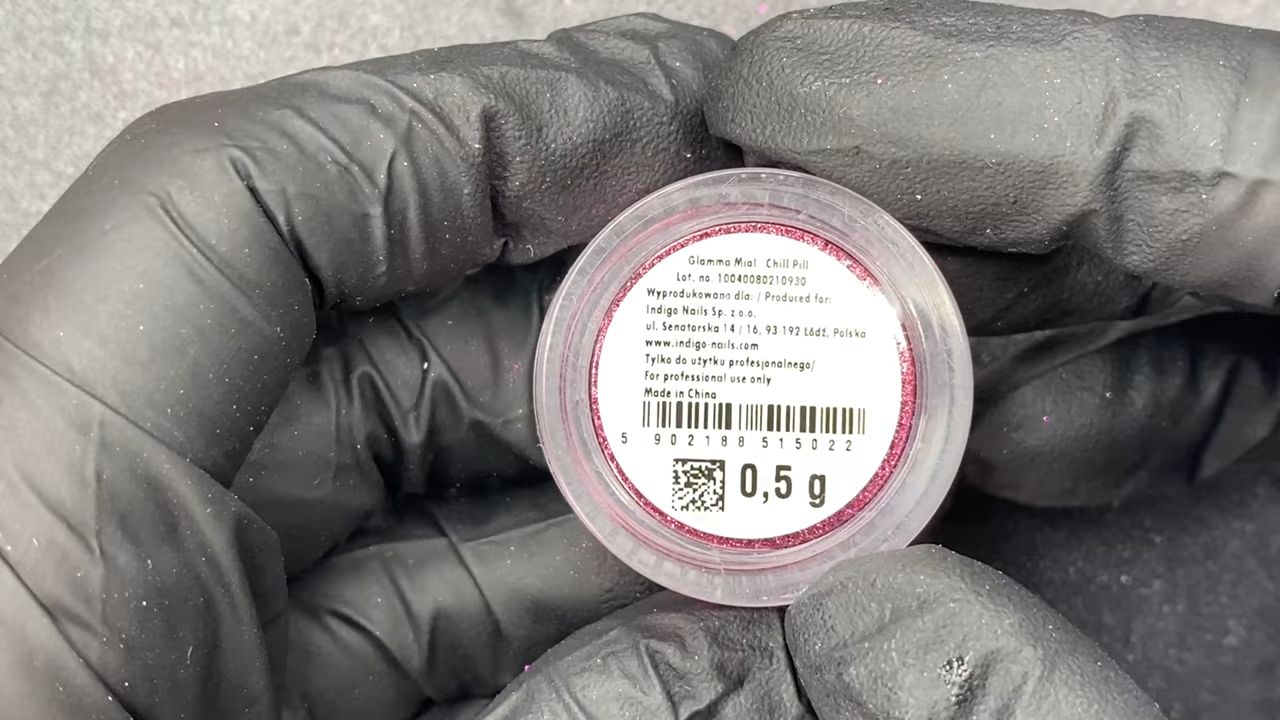 Glamma Mial Chill Pill
Lot. no. 10040080210930
Wyprodukowano dla: / Produced for:
Indigo Nails Sp. z o.o.
ul. Senatorska 14 / 16, 93-192 Łódź, Polska
www.indigo-nails.com
Tylko do użytku profesjonalnego/
For professional use only
Made in China
5 902188 515022
0,5 g